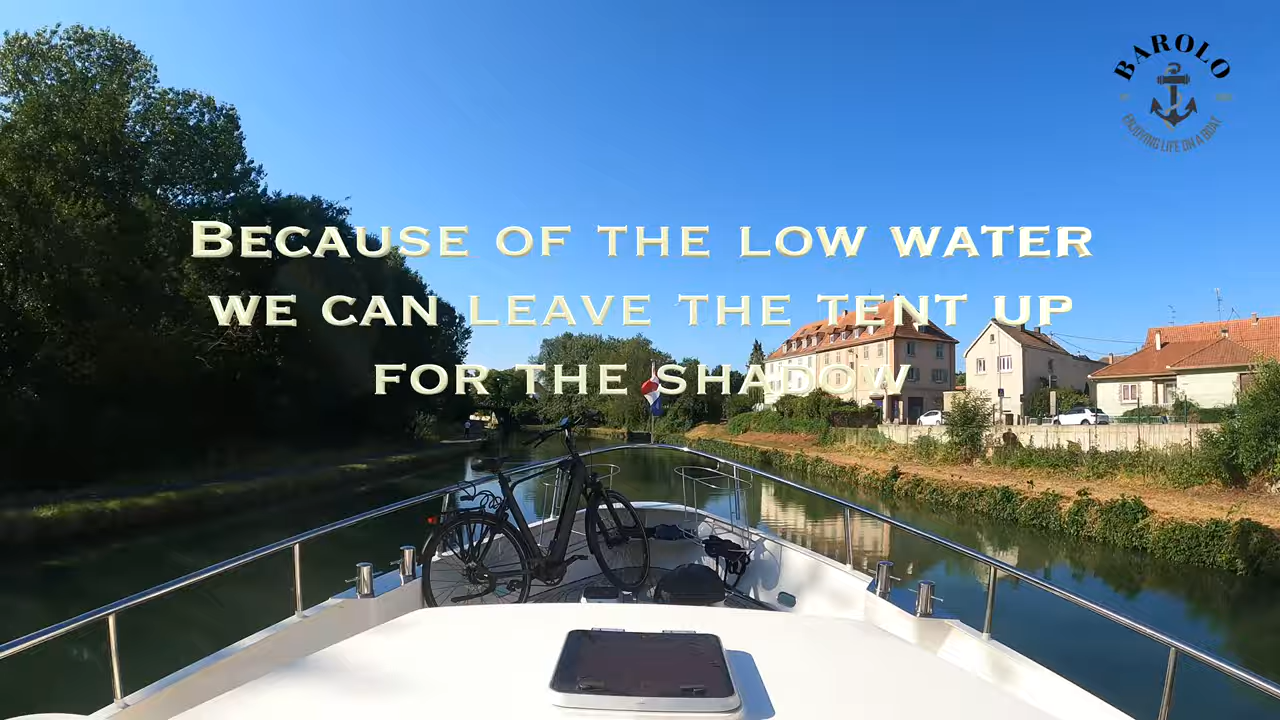 BAROLO
ENJOYING LIFE ON A BOAT
BECAUSE OF THE LOW WATER
WE CAN LEAVE THE TENT UP
FOR THE SHADOW